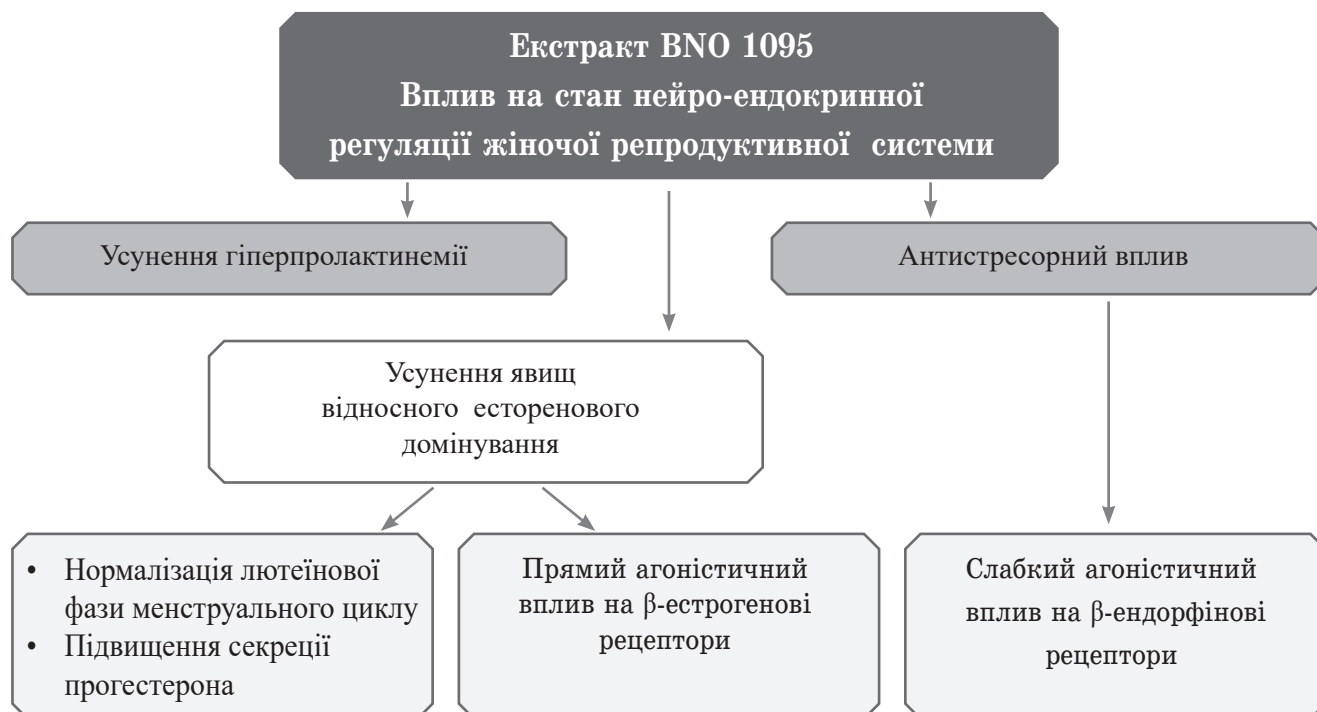 Екстракт BNO 1095
Вплив на стан нейро-ендокринної
регуляції жіночої репродуктивної системи
Усунення гіперпролактинемії
Антистресорний вплив
Усунення явищ
відносного есторенового
домінування
• Нормалізація лютеїнової
фази менструального циклу
• Підвищення секреції
прогестерона
Прямий агоністичний
вплив на β-естрогенові
рецептори
Слабкий агоністичний
вплив на β-ендорфінові
рецептори